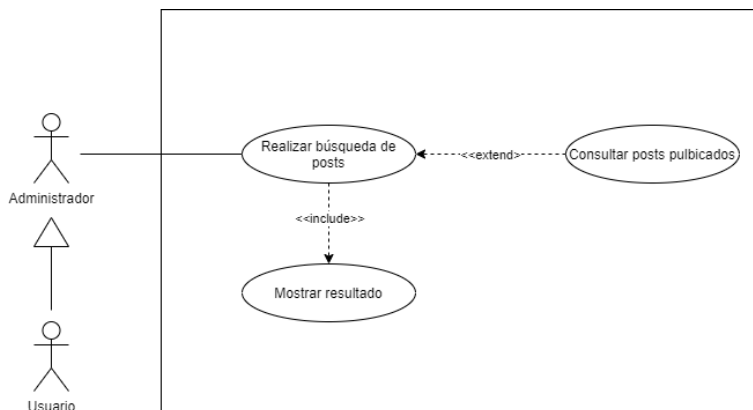 Realizar búsqueda de
posts
<<extend>
Consultar posts pulbicados
Administrador
<<include>>
Mostrar resultado
Usuario